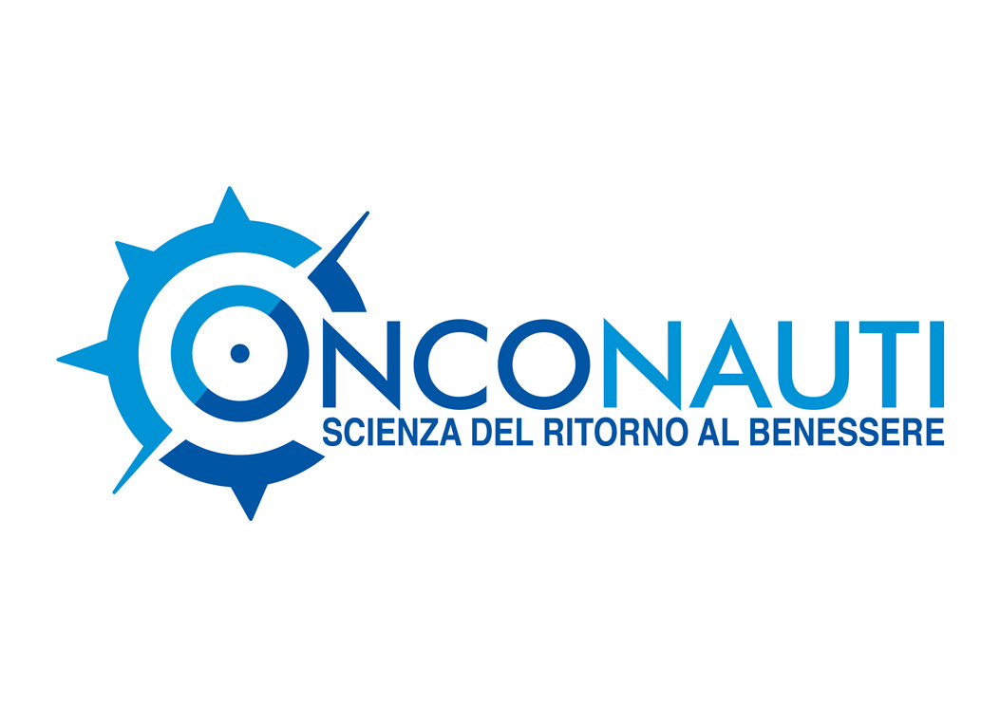 ONCONAUTI
SCIENZA DEL RITORNO AL BENESSERE